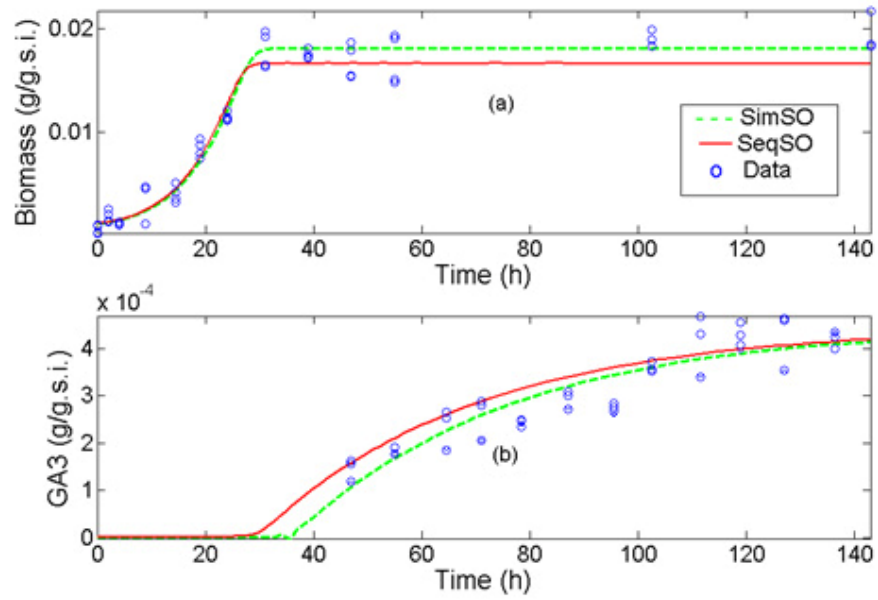 0.02
0.01
Biomass (g/g.s.i.)
(a)
SimSO
SeqSO
Data
0 20 40 60 80 100 120 140
Time (h)
x 10⁻⁴
4
3
2
1
0
GA3 (g/g.s.i.)
(b)
0 20 40 60 80 100 120 140
Time (h)